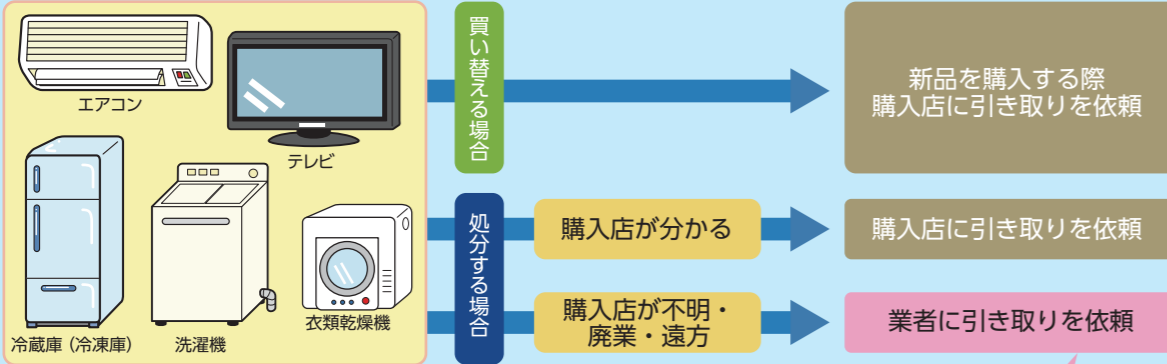 エアコン
テレビ
冷蔵庫（冷凍庫）
洗濯機
衣類乾燥機
買い替える場合
新品を購入する際
購入店に引き取りを依頼
処分する場合
購入店が分かる
購入店に引き取りを依頼
購入店が不明・
廃業・遠方
業者に引き取りを依頼